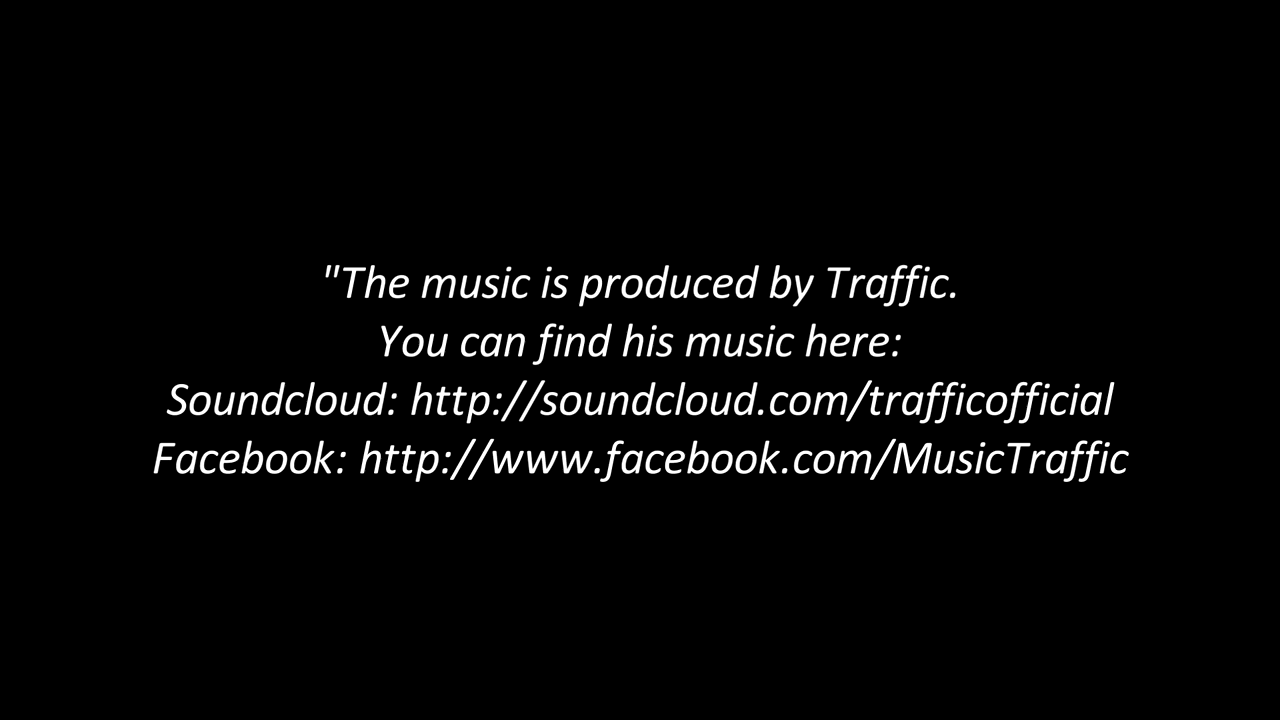 "The music is produced by Traffic.
You can find his music here:
Soundcloud: http://soundcloud.com/trafficofficial
Facebook: http://www.facebook.com/MusicTraffic